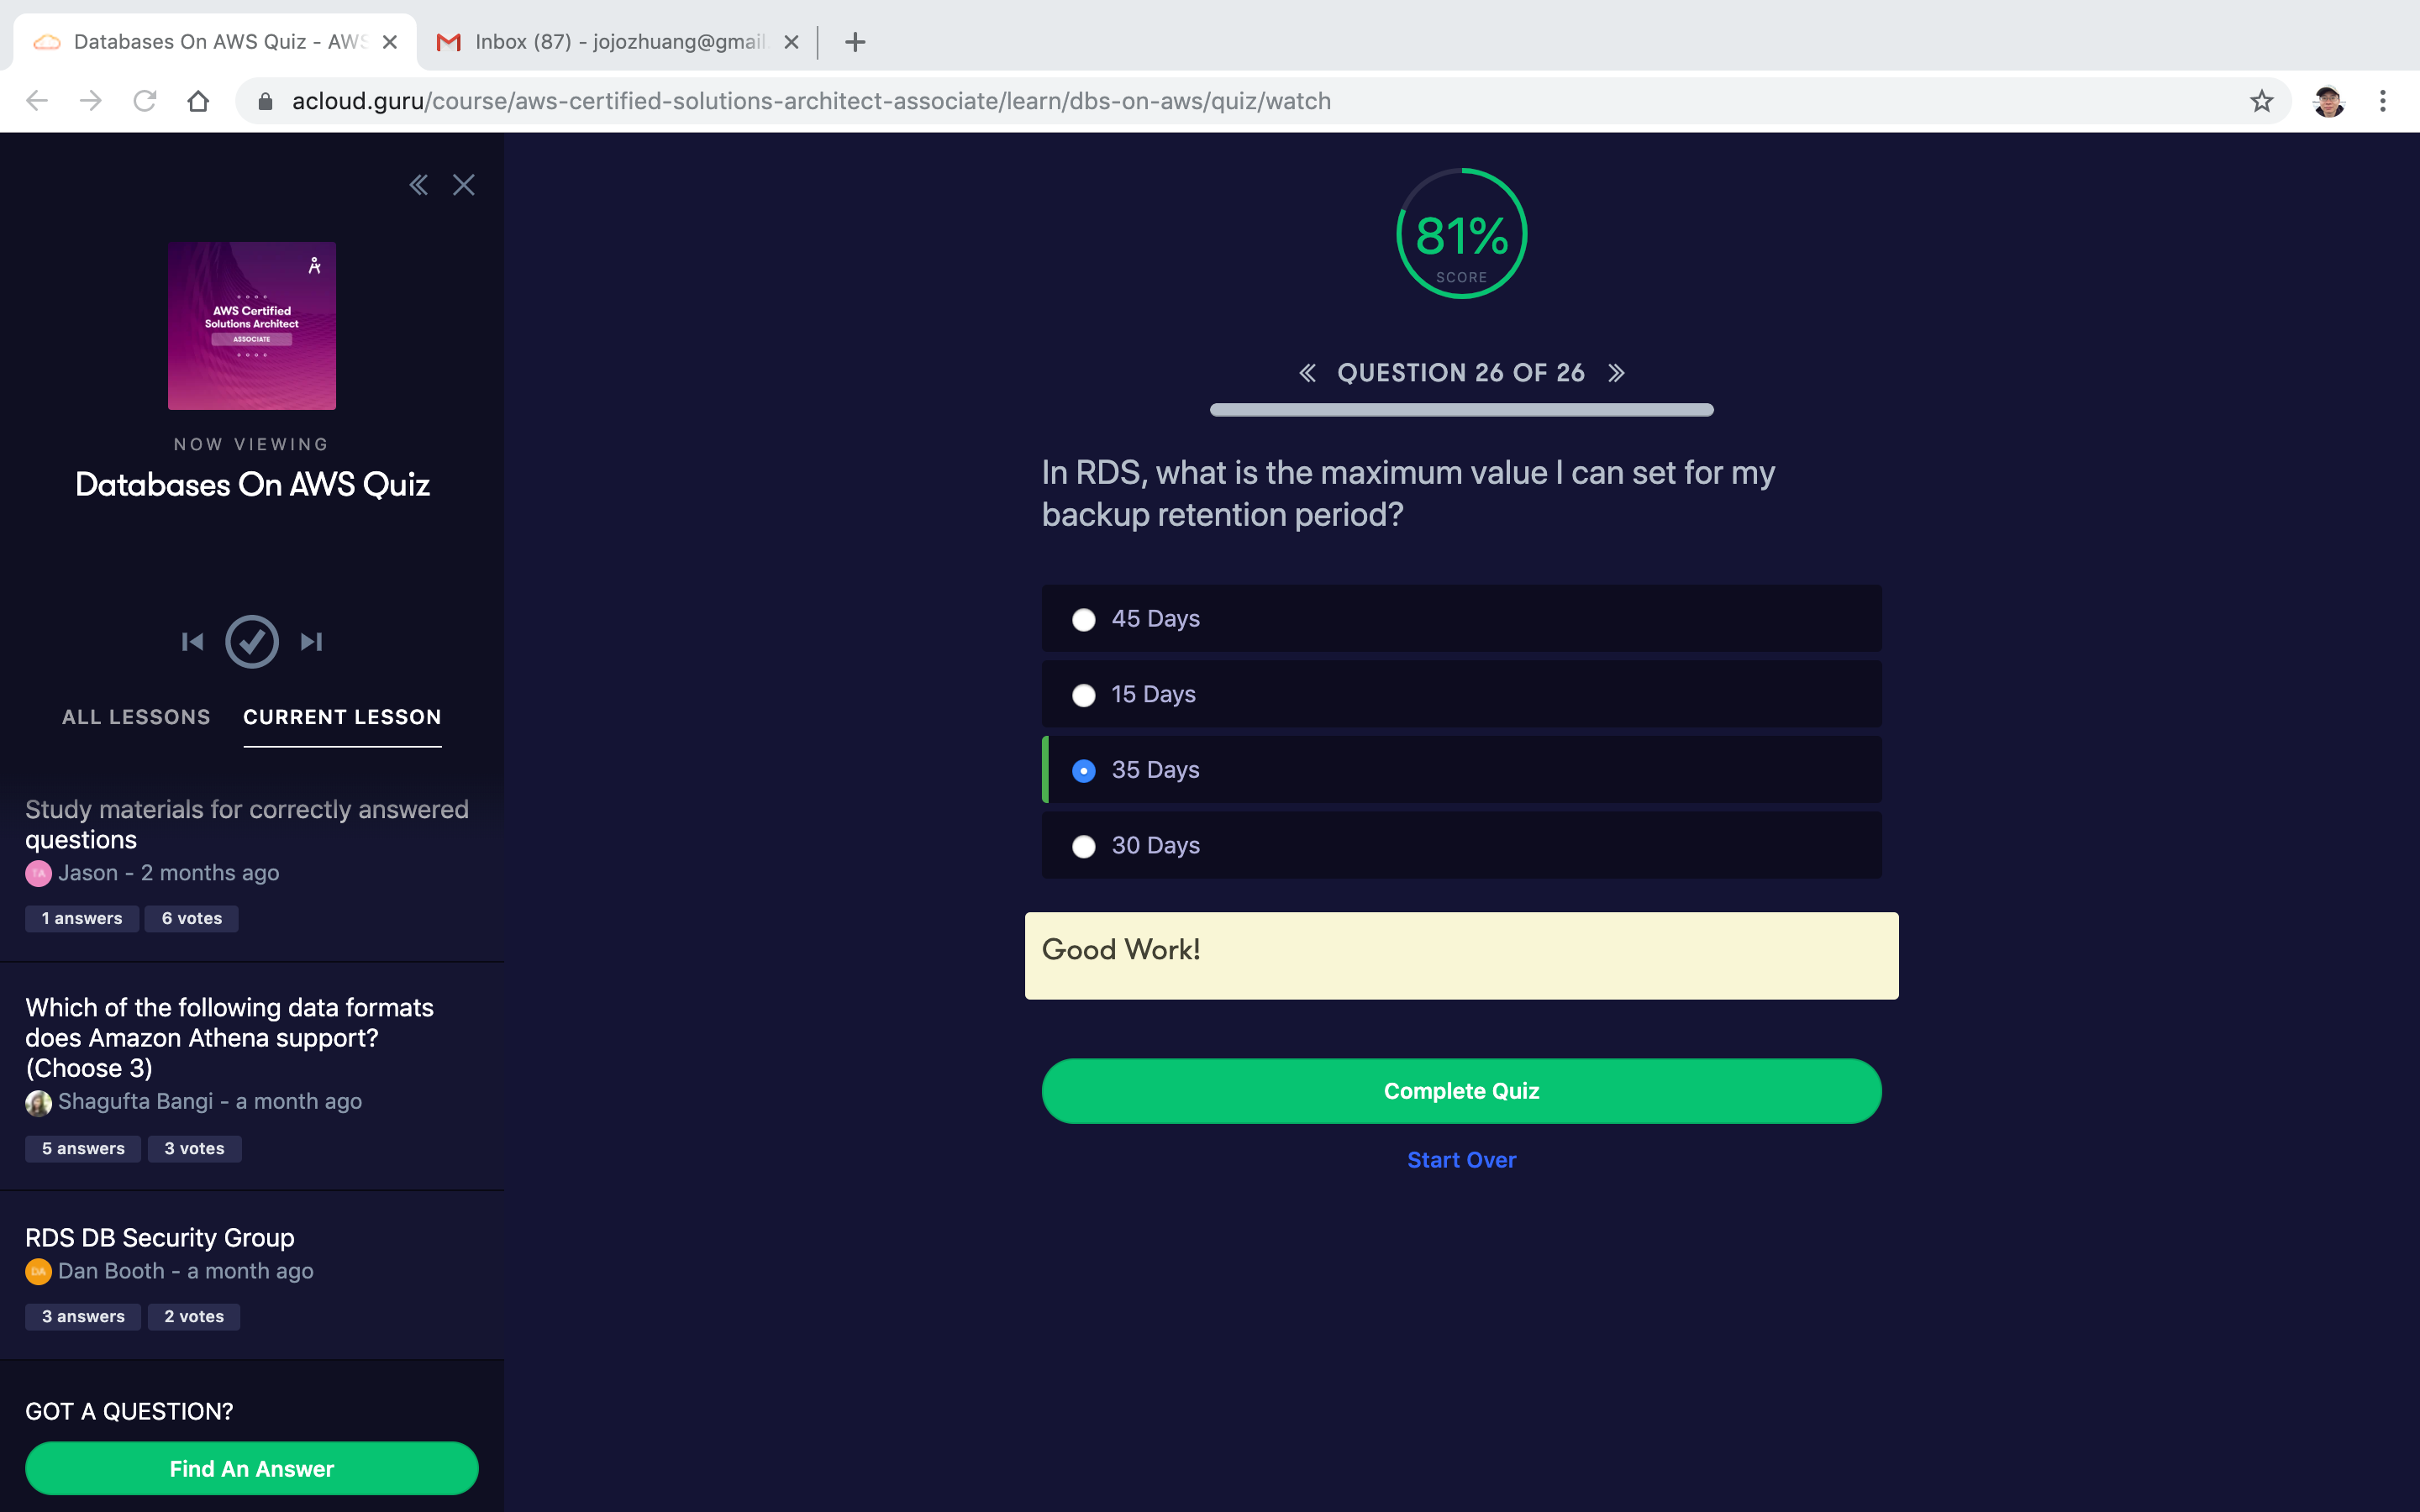 Databases On AWS Quiz - AWS
Inbox (87) - jojozhuang@gmail.
acloud.guru/course/aws-certified-solutions-architect-associate/learn/dbs-on-aws/quiz/watch
AWS Certified
Solutions Architect
ASSOCIATE
NOW VIEWING
Databases On AWS Quiz
ALL LESSONS
CURRENT LESSON
Study materials for correctly answered
questions
TA
Jason - 2 months ago
1 answers
6 votes
Which of the following data formats
does Amazon Athena support?
(Choose 3)
Shagufta Bangi - a month ago
5 answers
3 votes
RDS DB Security Group
DA
Dan Booth - a month ago
3 answers
2 votes
GOT A QUESTION?
Find An Answer
81%
SCORE
QUESTION 26 OF 26
In RDS, what is the maximum value I can set for my
backup retention period?
45 Days
15 Days
35 Days
30 Days
Good Work!
Complete Quiz
Start Over